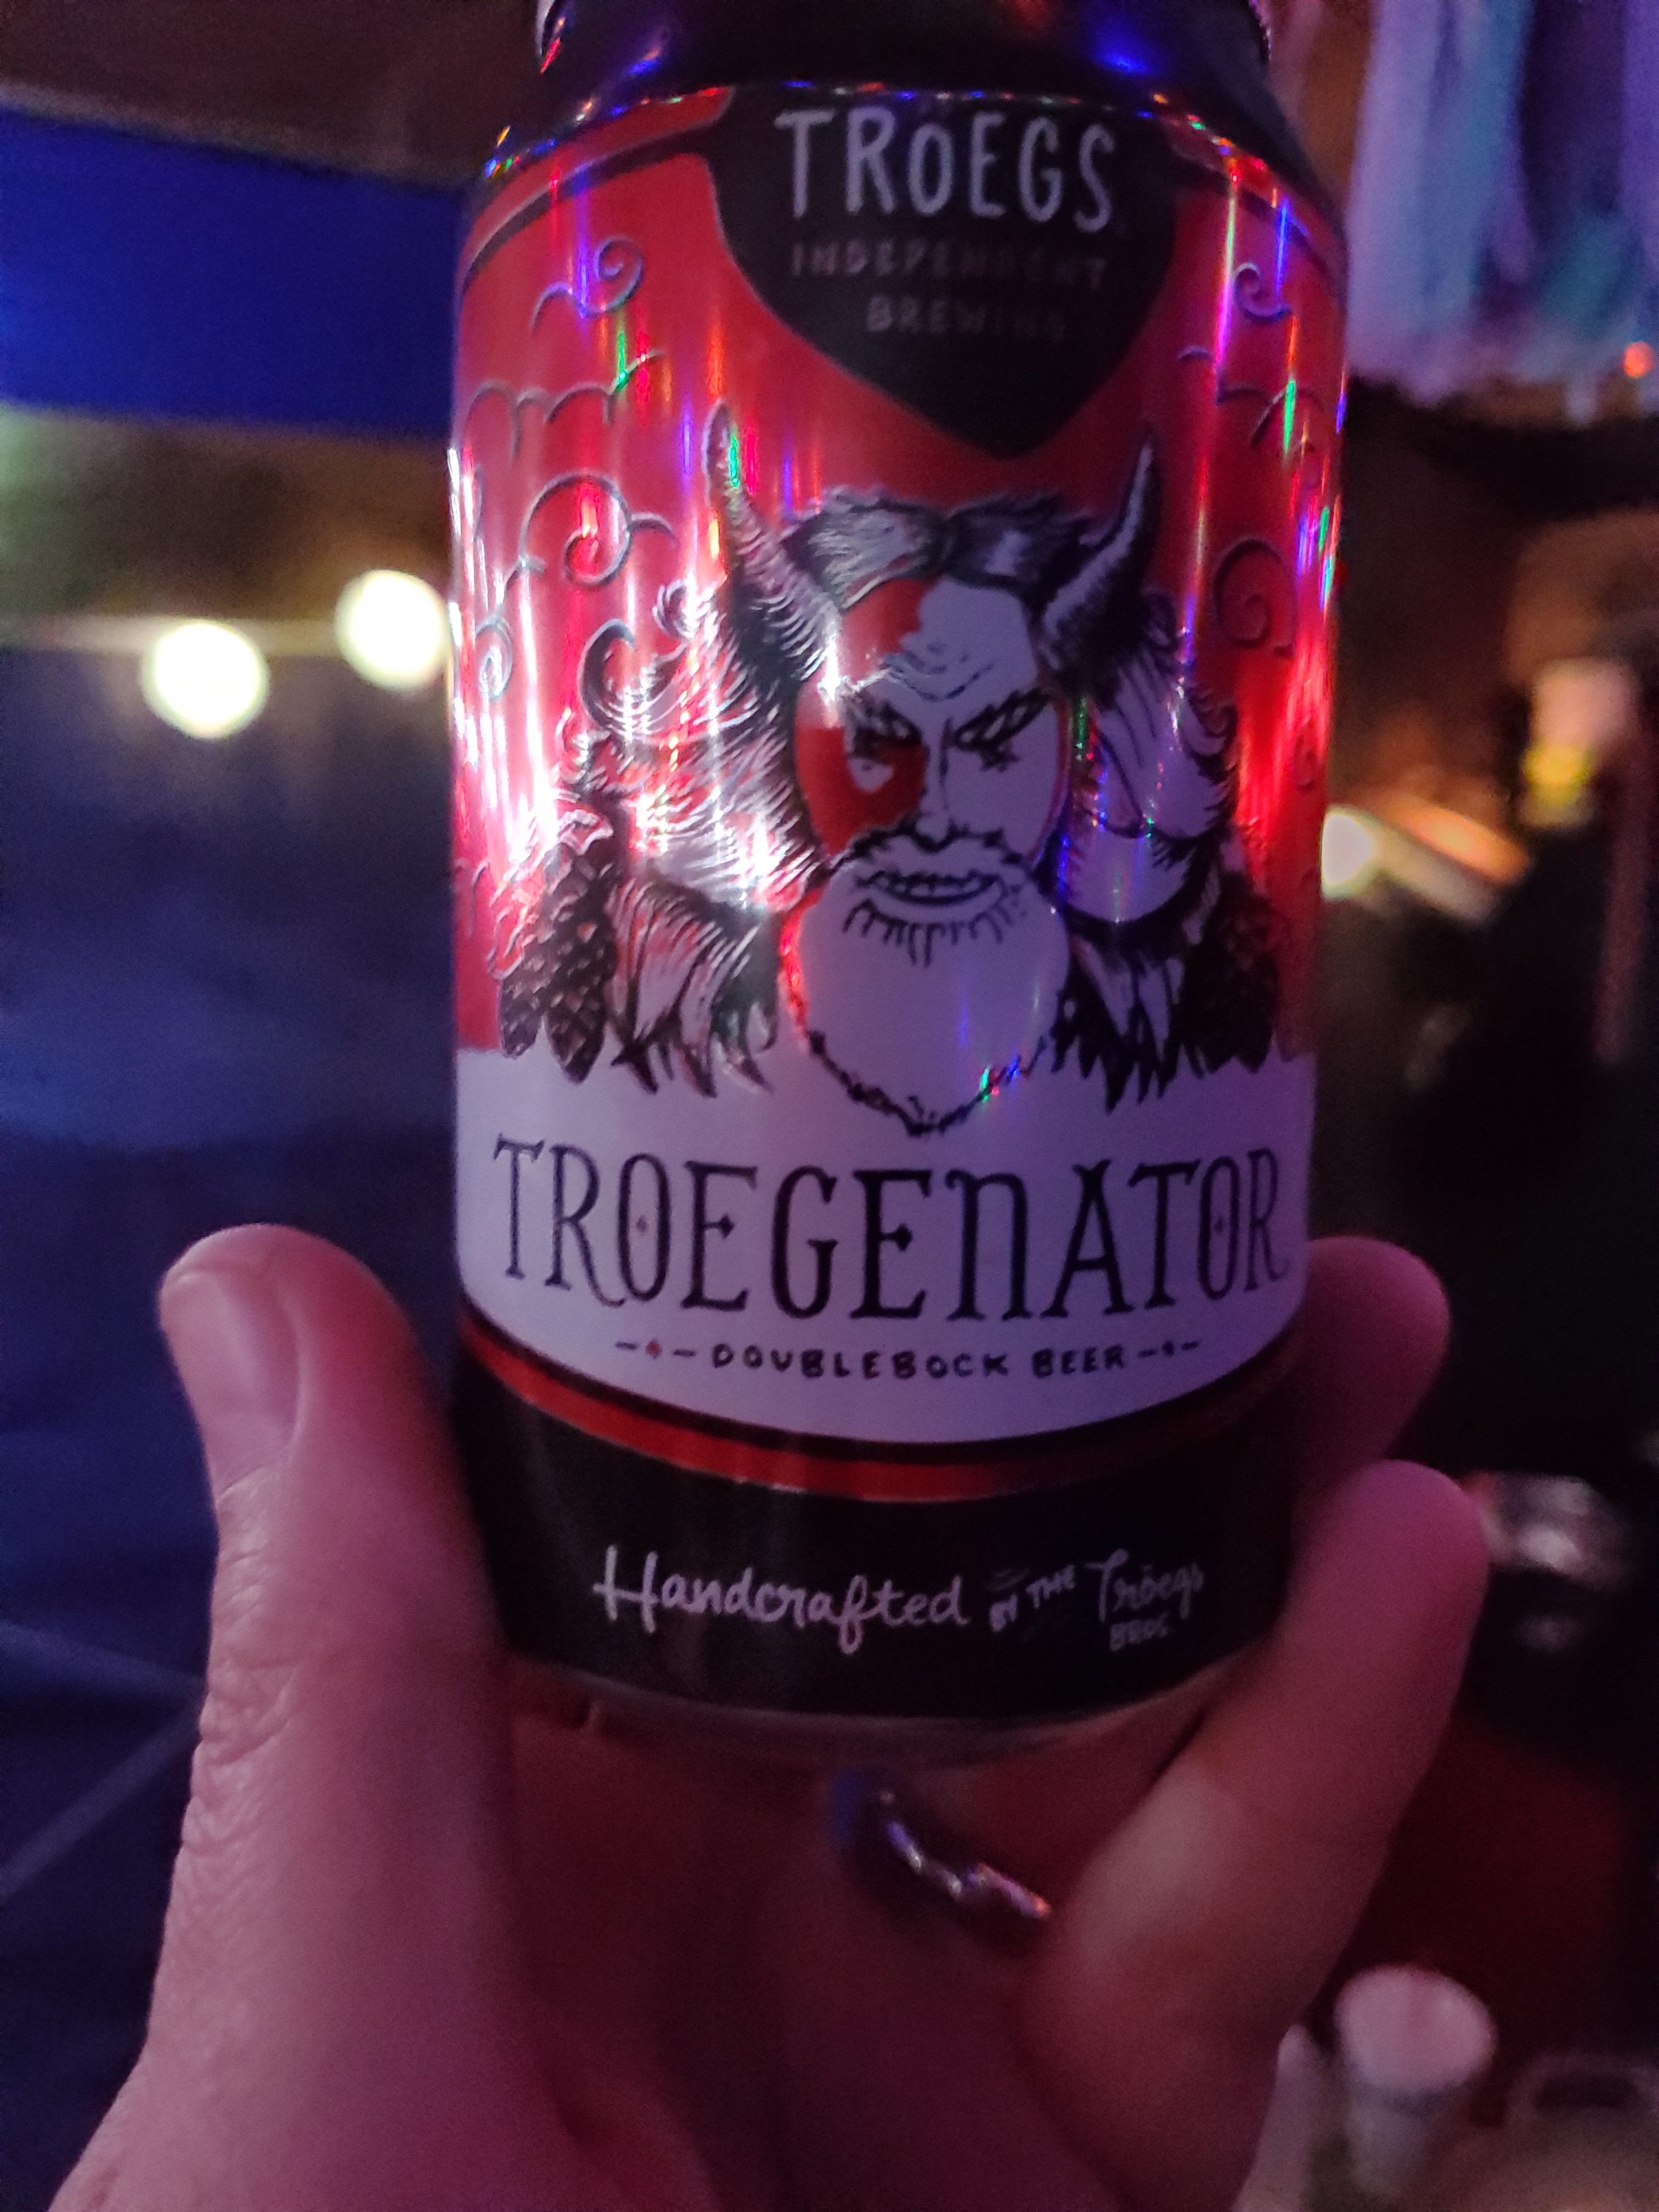 TRÖEGS
INDEPENDENT
BREWING
TROEGENATOR
DOUBLEBOCK BEER
Handcrafted BY THE Tröegs
BROS.